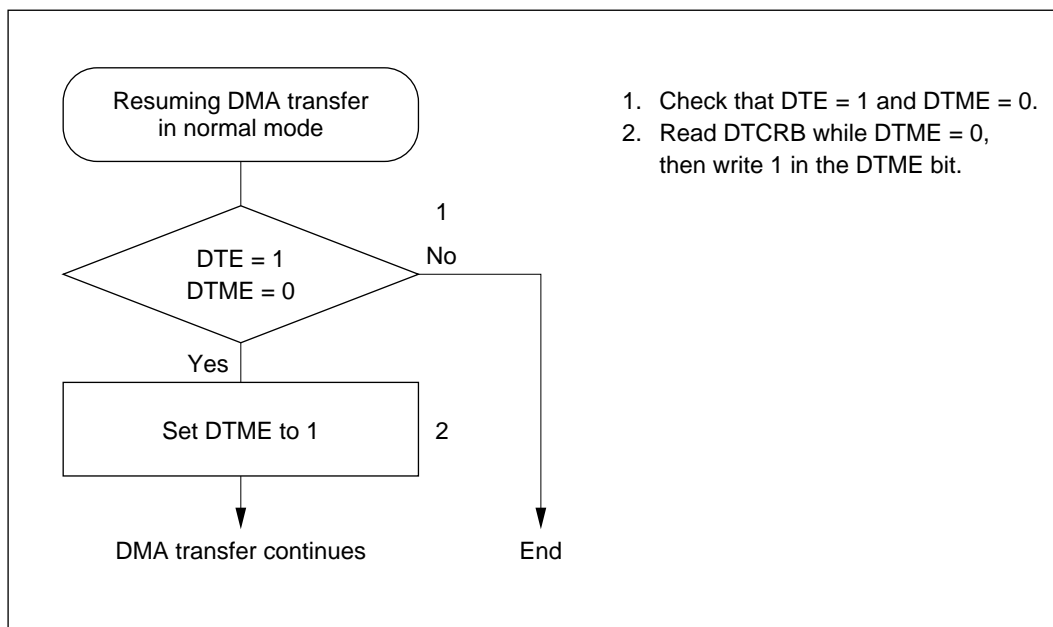 Resuming DMA transfer
in normal mode
1. Check that DTE = 1 and DTME = 0.
2. Read DTCRB while DTME = 0,
then write 1 in the DTME bit.
1
DTE = 1
DTME = 0
No
Yes
Set DTME to 1
2
DMA transfer continues
End